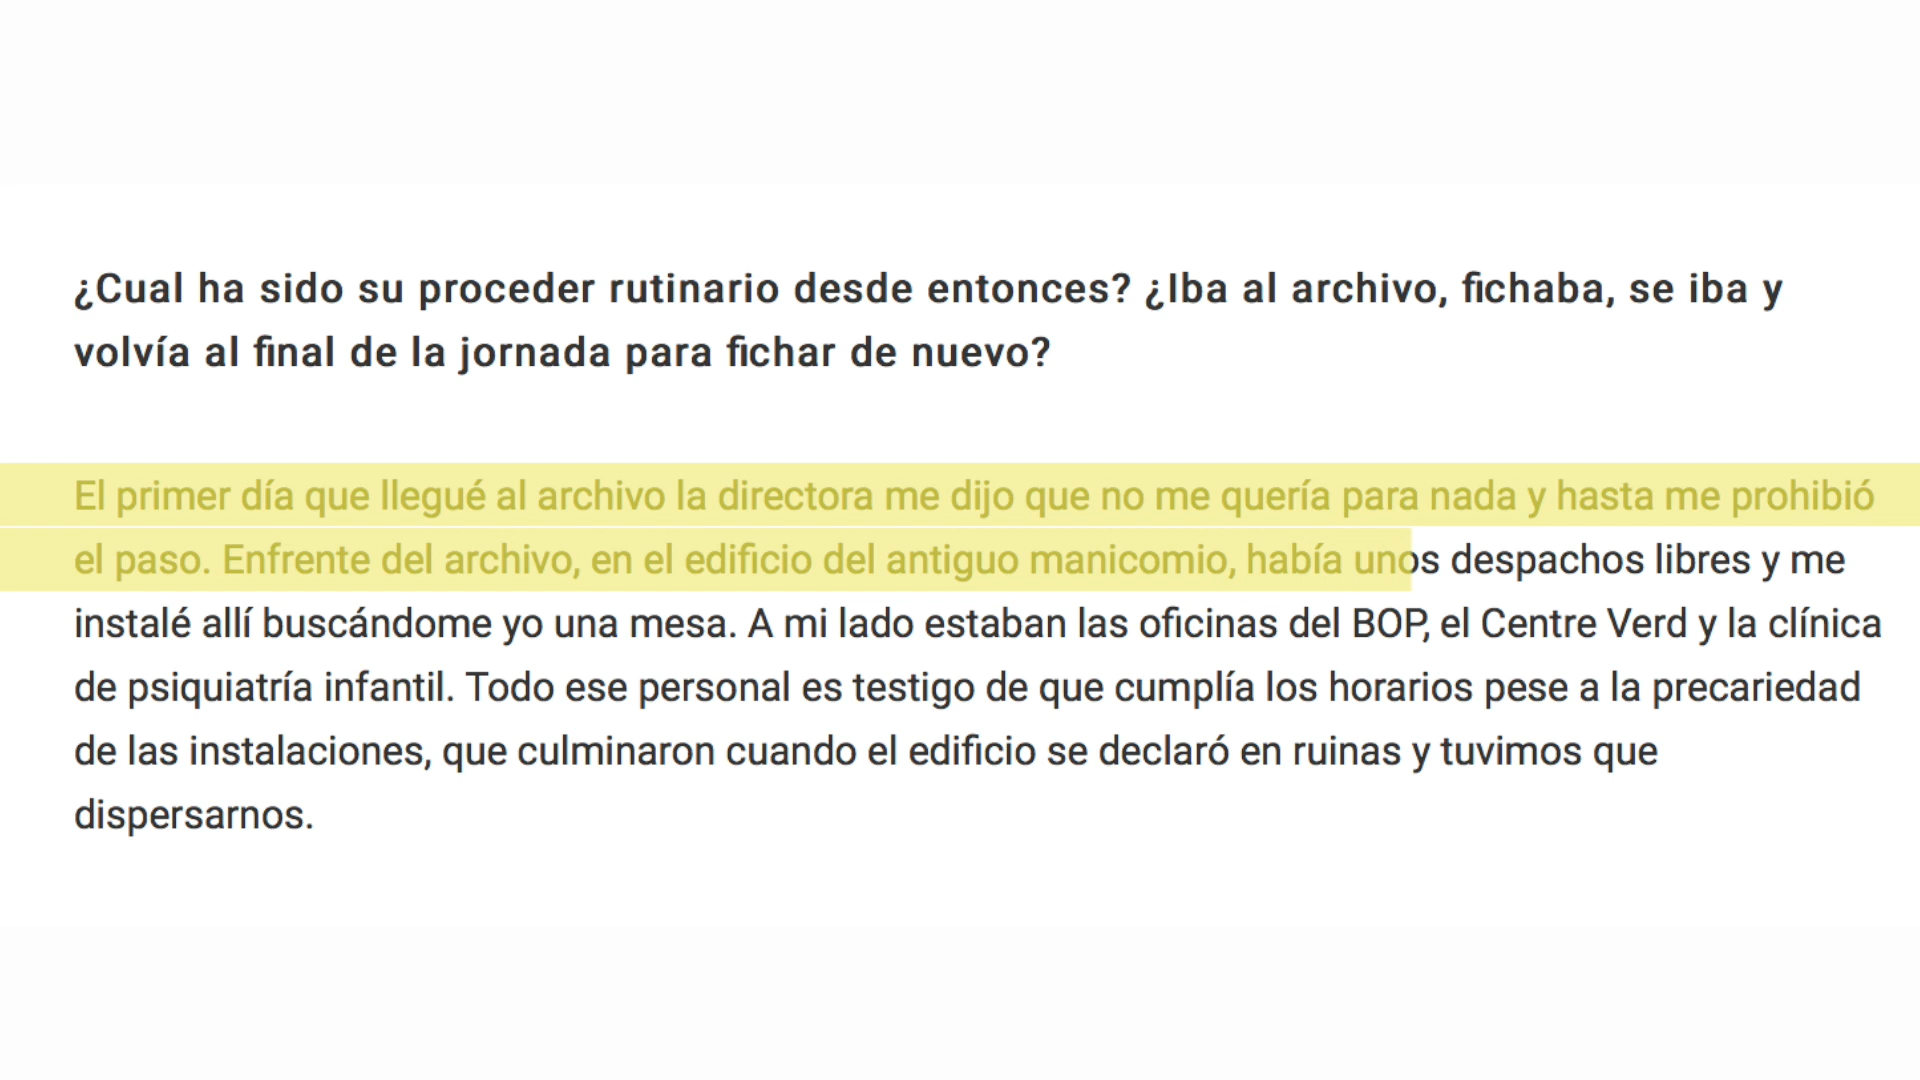 ¿Cual ha sido su proceder rutinario desde entonces? ¿Iba al archivo, fichaba, se iba y
volvía al final de la jornada para fichar de nuevo?
El primer día que llegué al archivo la directora me dijo que no me quería para nada y hasta me prohibió
el paso. Enfrente del archivo, en el edificio del antiguo manicomio, había unos despachos libres y me
instalé allí buscándome yo una mesa. A mi lado estaban las oficinas del BOP, el Centre Verd y la clínica
de psiquiatría infantil. Todo ese personal es testigo de que cumplía los horarios pese a la precariedad
de las instalaciones, que culminaron cuando el edificio se declaró en ruinas y tuvimos que
dispersarnos.